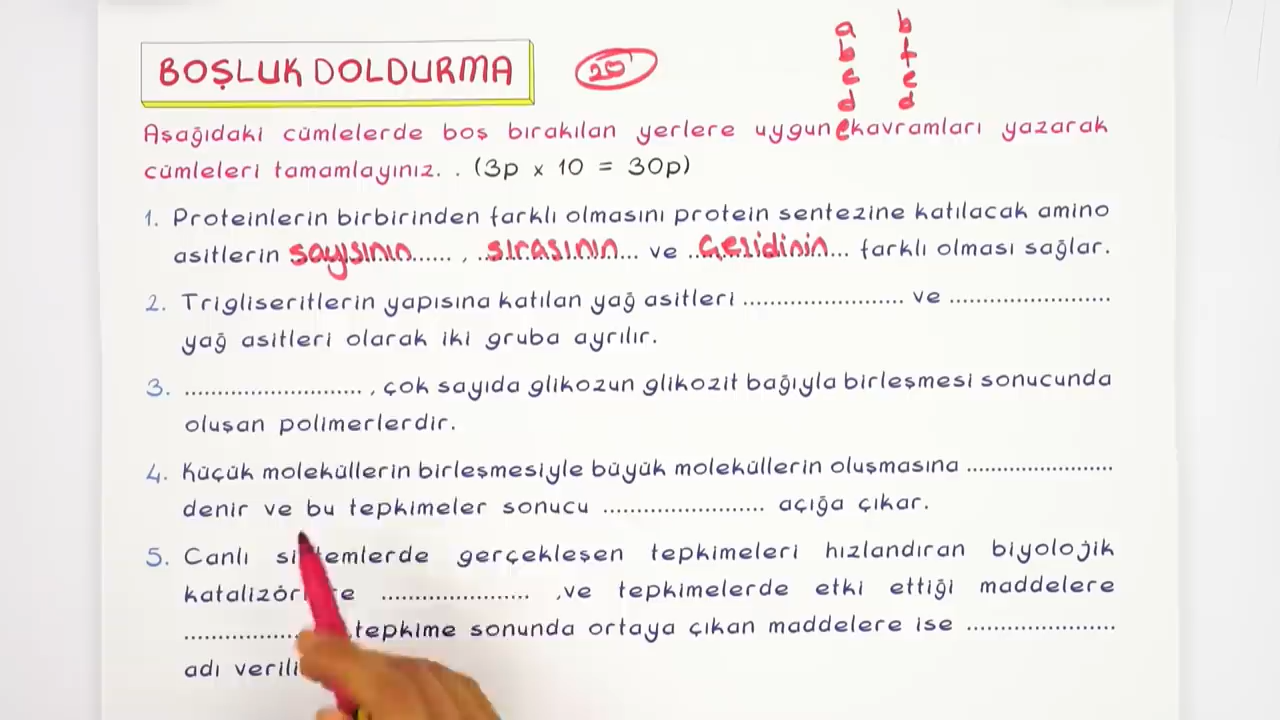 BOŞLUK DOLDURMA
20'
a b
b f
c e
d d
e
Aşağıdaki cümlelerde boş bırakılan yerlere uygun kavramları yazarak
cümleleri tamamlayınız. . (3p x 10 = 30p)
1. Proteinlerin birbirinden farklı olmasını protein sentezine katılacak amino
asitlerin sayısının...... , ..sırasının... ve ..çeşidinin... farklı olması sağlar.
2. Trigliseritlerin yapısına katılan yağ asitleri ........................ ve ........................
yağ asitleri olarak iki gruba ayrılır.
3. ........................... , çok sayıda glikozun glikozit bağıyla birleşmesi sonucunda
oluşan polimerlerdir.
4. Küçük moleküllerin birleşmesiyle büyük moleküllerin oluşmasına ......................
denir ve bu tepkimeler sonucu ........................ açığa çıkar.
5. Canlı gerçekleşen tepkimeleri hızlandıran biyolojik
...................... ,ve tepkimelerde etki ettiği maddelere
................. tepkime sonunda ortaya çıkan maddelere ise ......................
adı